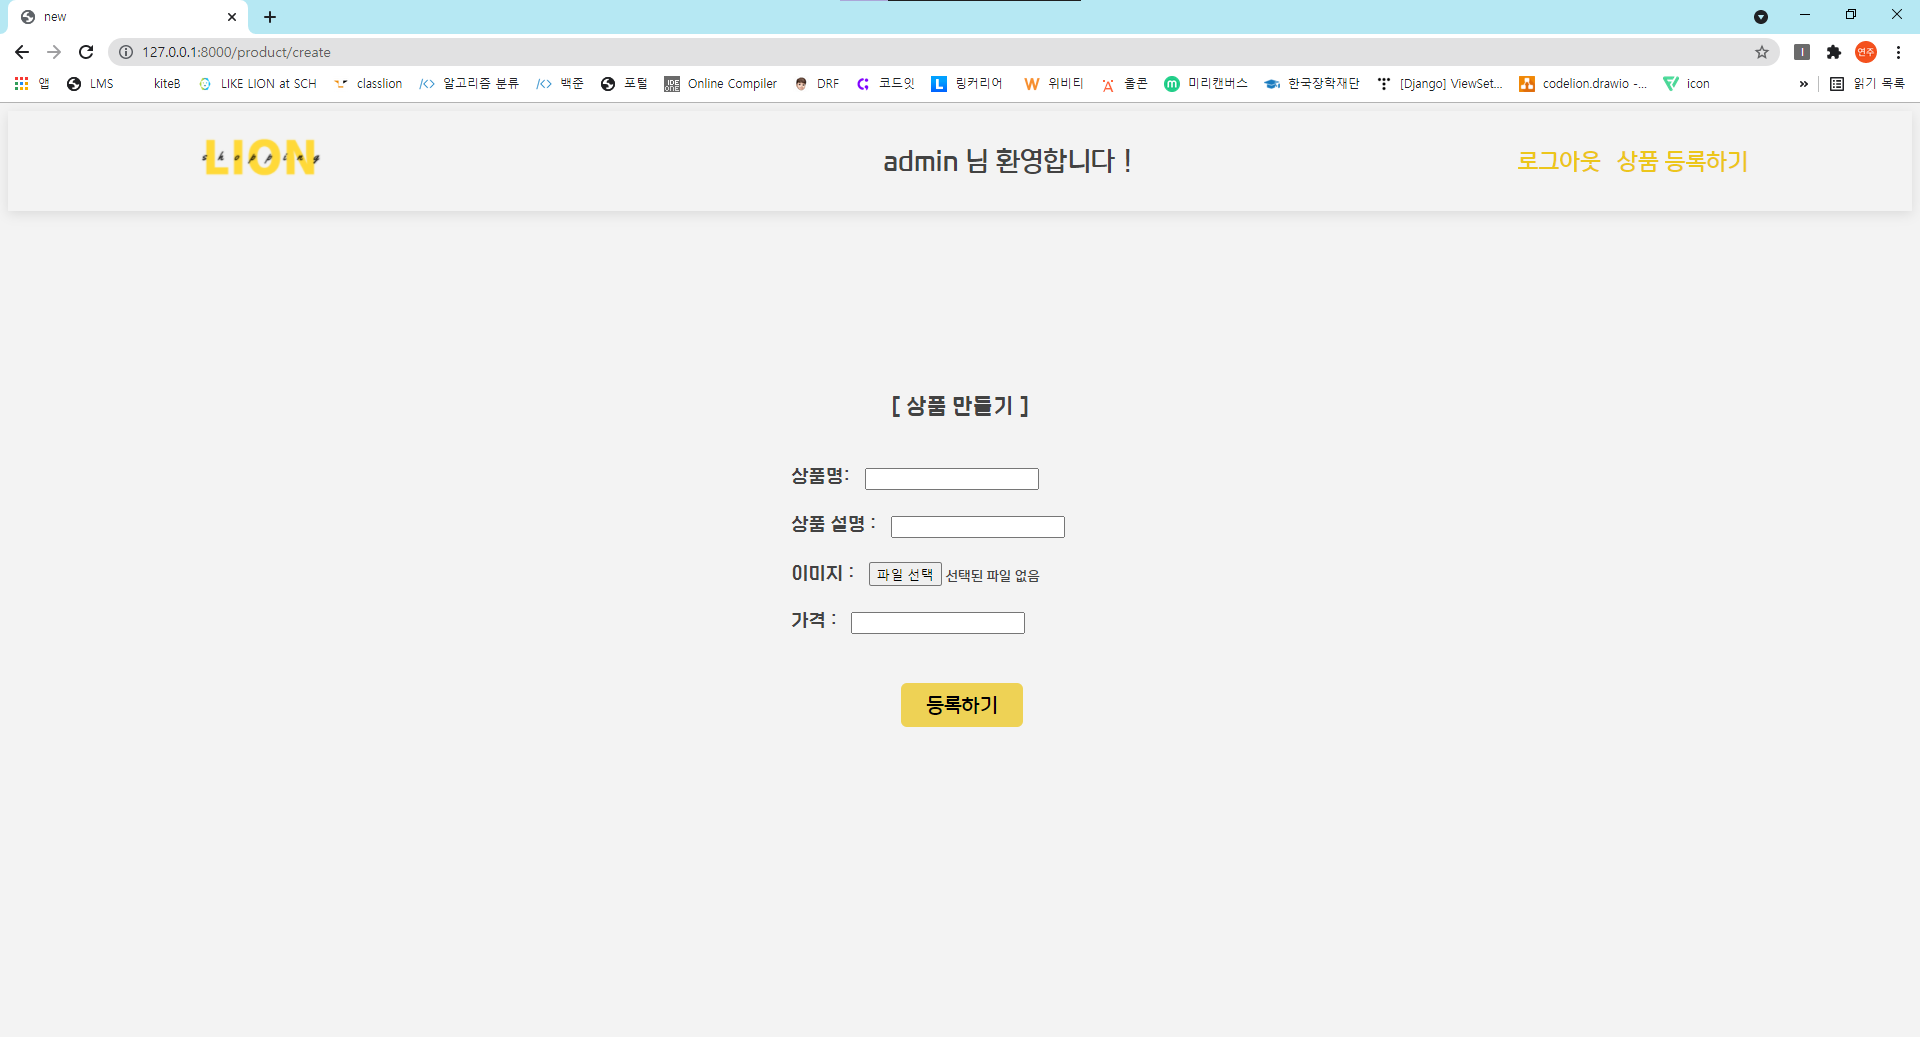 new
127.0.0.1:8000/product/create
연주
앱 LMS kiteB LIKE LION at SCH classlion 알고리즘 분류 백준 포털 Online Compiler DRF 코드잇 링커리어 위비티 올콘 미리캔버스 한국장학재단 [Django] ViewSet... codelion.drawio -... icon » 읽기 목록
LION
shopping
admin 님 환영합니다 !
로그아웃 상품 등록하기
[ 상품 만들기 ]
상품명:
상품 설명 :
이미지 : 파일 선택 선택된 파일 없음
가격 :
등록하기